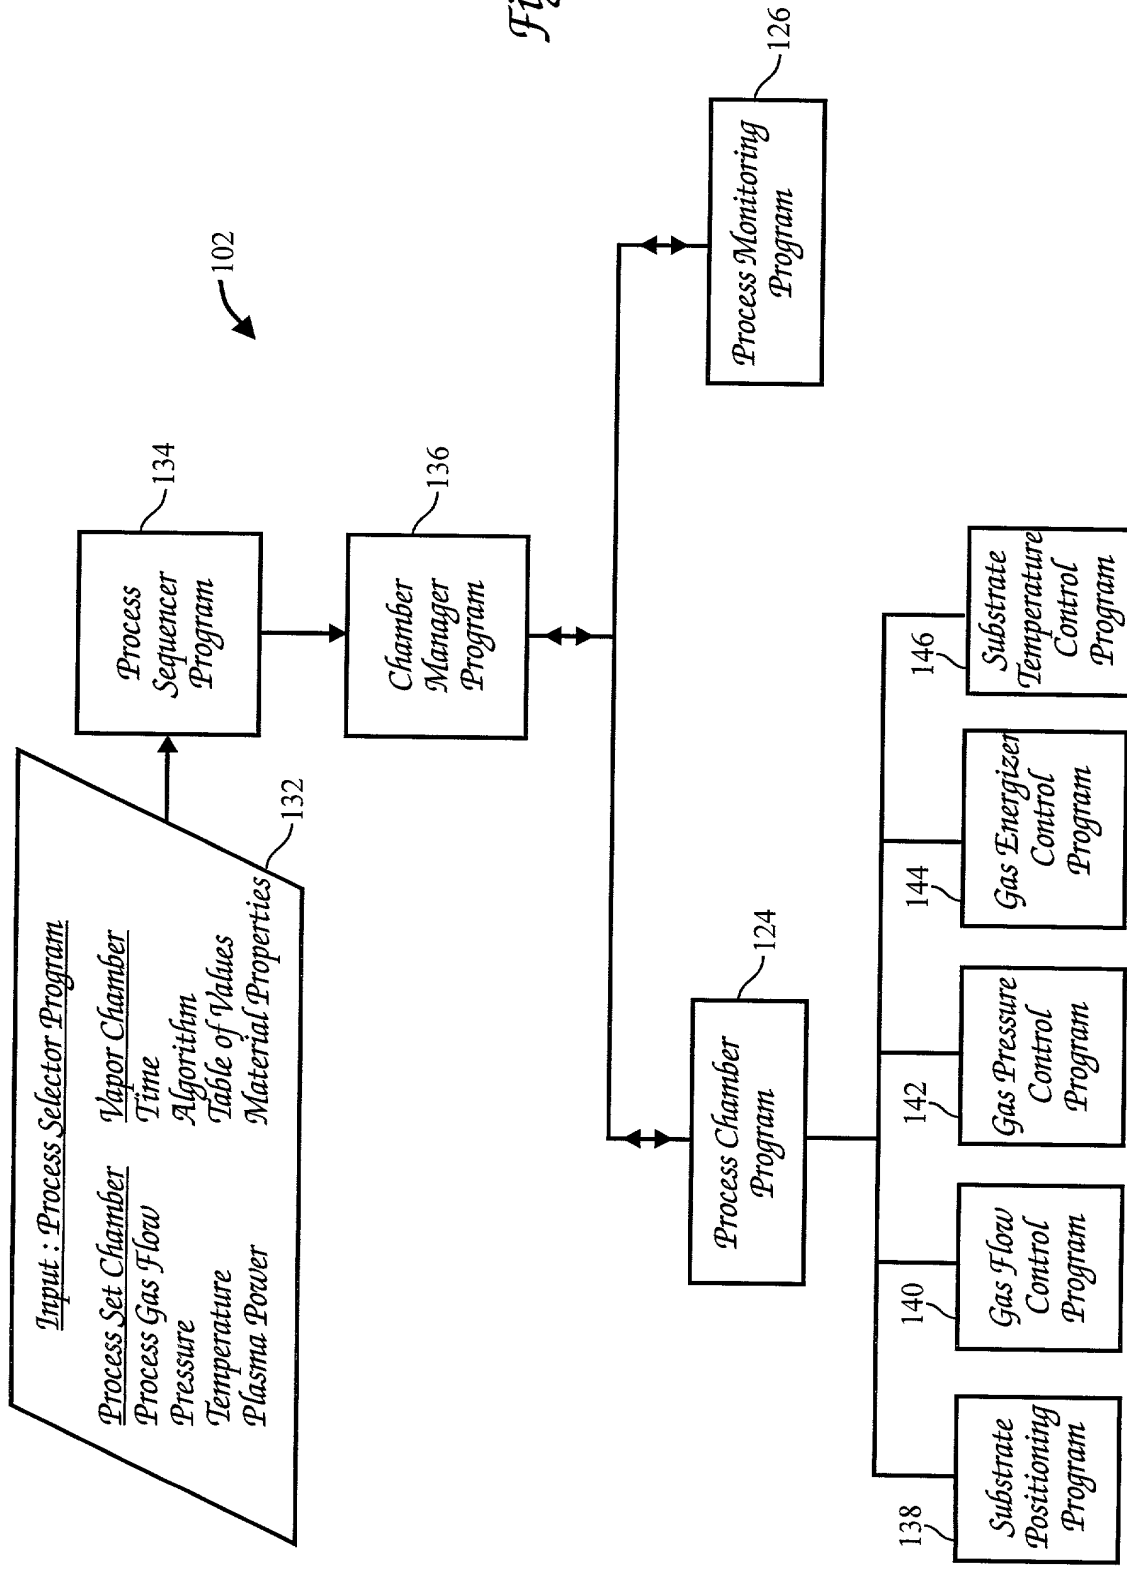 Input : Process Selector Program
Process Set Chamber
Process Gas Flow
Pressure
Temperature
Plasma Power
Vapor Chamber
Time
Algorithm
Table of Values
Material Properties
132
Process
Sequencer
Program
134
102
Chamber
Manager
Program
136
Process Chamber
Program
124
Process Monitoring
Program
126
138
Substrate
Positioning
Program
140
Gas Flow
Control
Program
142
Gas Pressure
Control
Program
144
Gas Energizer
Control
Program
146
Substrate
Temperature
Control
Program